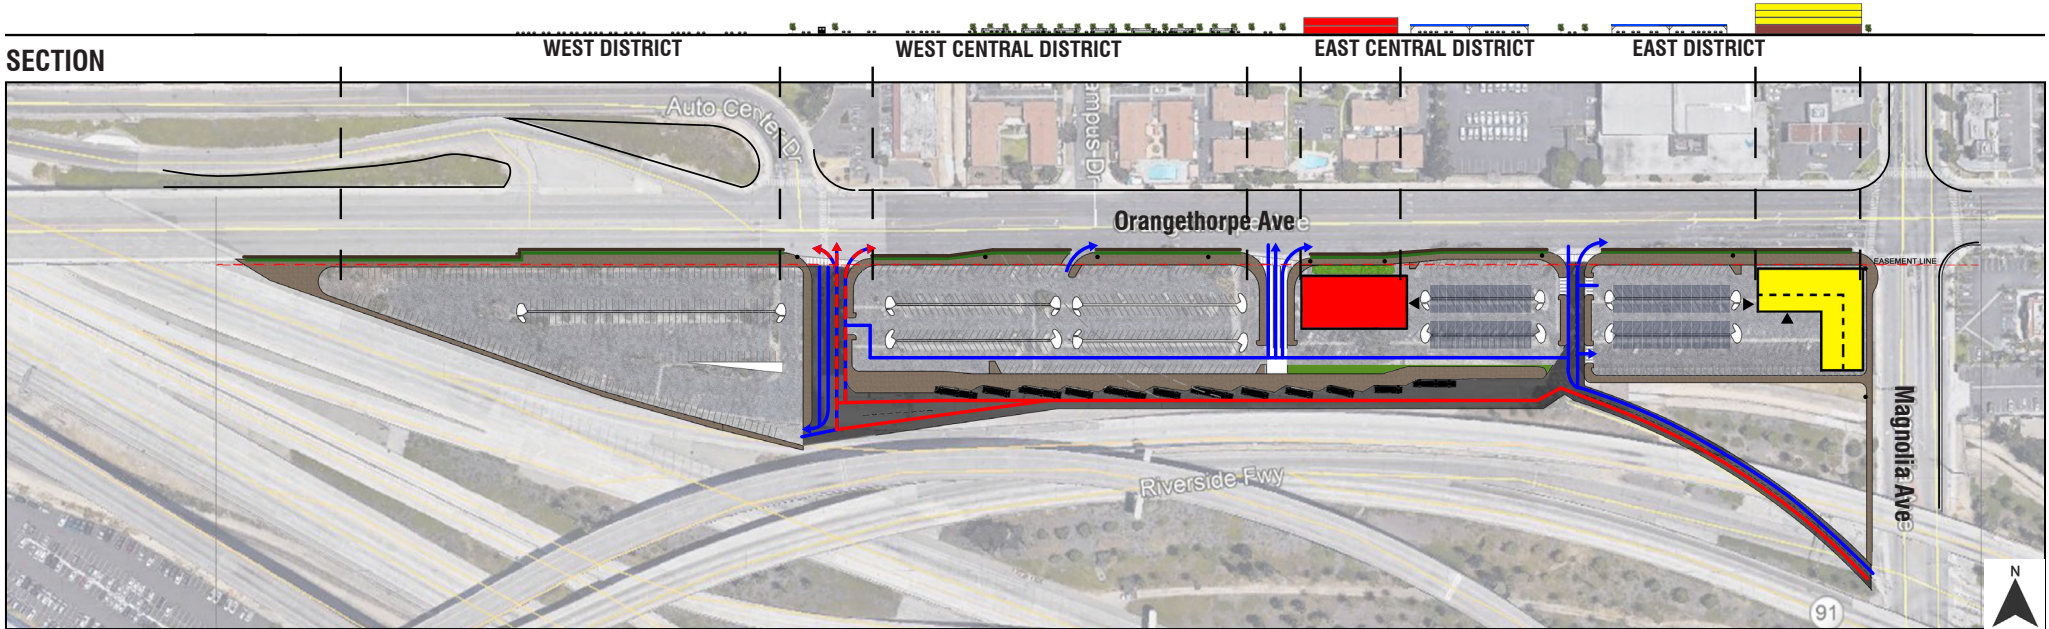 WEST DISTRICT
WEST CENTRAL DISTRICT
EAST CENTRAL DISTRICT
EAST DISTRICT
SECTION
Auto Center Dr
Orangethorpe Ave
EASEMENT LINE
Magnolia Ave
Riverside Fwy
91
N